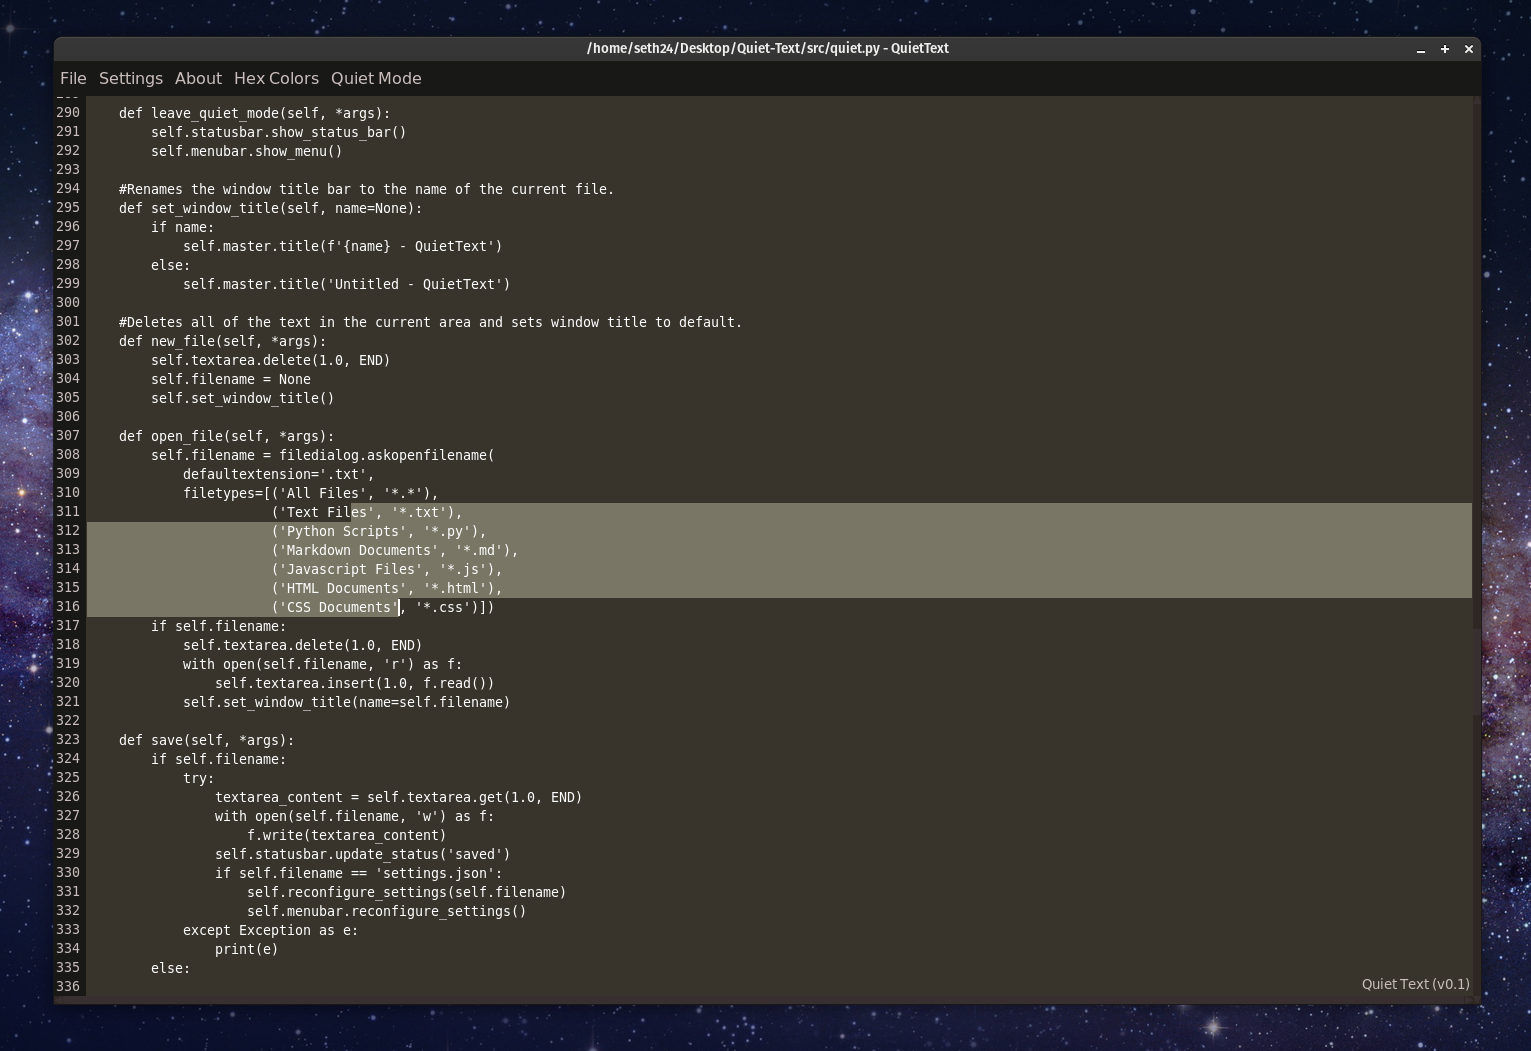 /home/seth24/Desktop/Quiet-Text/src/quiet.py - QuietText
File Settings About Hex Colors Quiet Mode
290     def leave_quiet_mode(self, *args):
291         self.statusbar.show_status_bar()
292         self.menubar.show_menu()
293
294     #Renames the window title bar to the name of the current file.
295     def set_window_title(self, name=None):
296         if name:
297             self.master.title(f'{name} - QuietText')
298         else:
299             self.master.title('Untitled - QuietText')
300
301     #Deletes all of the text in the current area and sets window title to default.
302     def new_file(self, *args):
303         self.textarea.delete(1.0, END)
304         self.filename = None
305         self.set_window_title()
306
307     def open_file(self, *args):
308         self.filename = filedialog.askopenfilename(
309             defaultextension='.txt',
310             filetypes=[('All Files', '*.*'),
311                        ('Text Files', '*.txt'),
312                        ('Python Scripts', '*.py'),
313                        ('Markdown Documents', '*.md'),
314                        ('Javascript Files', '*.js'),
315                        ('HTML Documents', '*.html'),
316                        ('CSS Documents', '*.css')])
317         if self.filename:
318             self.textarea.delete(1.0, END)
319             with open(self.filename, 'r') as f:
320                 self.textarea.insert(1.0, f.read())
321             self.set_window_title(name=self.filename)
322
323     def save(self, *args):
324         if self.filename:
325             try:
326                 textarea_content = self.textarea.get(1.0, END)
327                 with open(self.filename, 'w') as f:
328                     f.write(textarea_content)
329                 self.statusbar.update_status('saved')
330                 if self.filename == 'settings.json':
331                     self.reconfigure_settings(self.filename)
332                     self.menubar.reconfigure_settings()
333             except Exception as e:
334                 print(e)
335         else:
336
Quiet Text (v0.1)